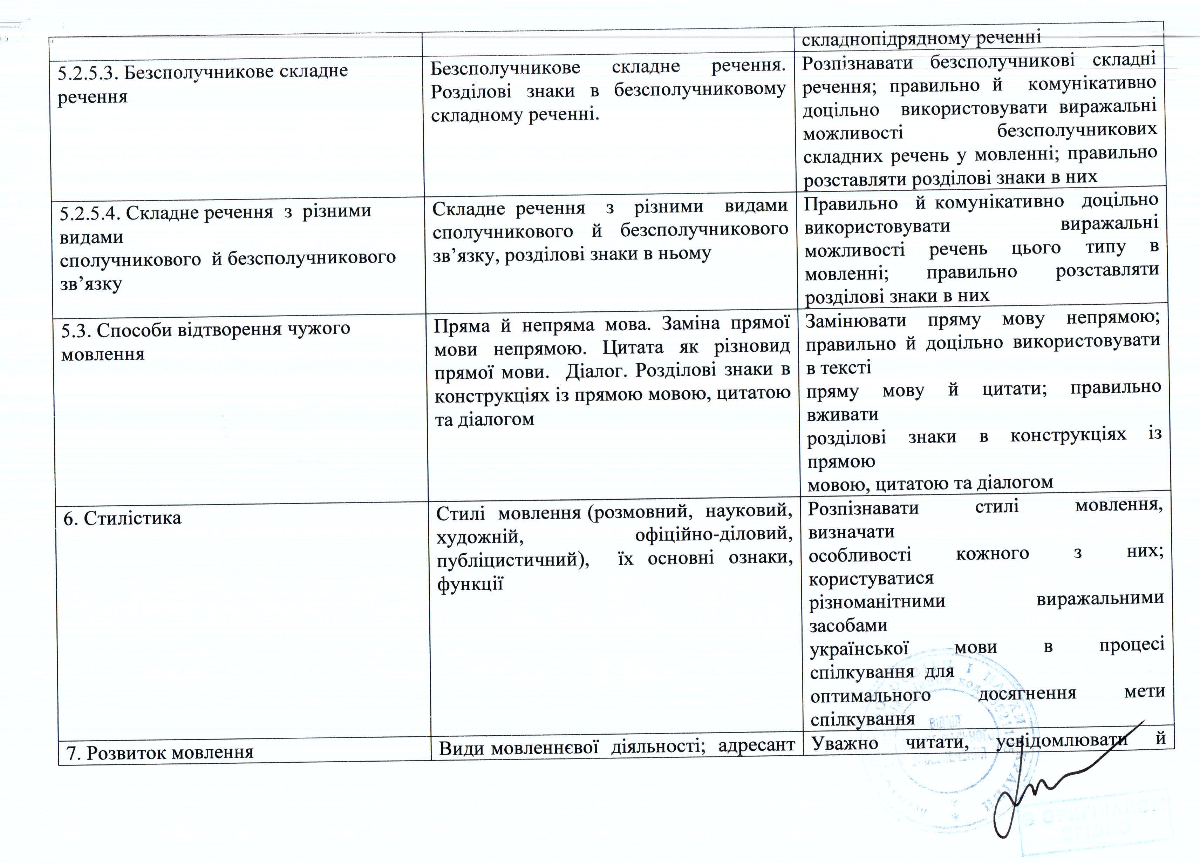 складнопідрядному реченні
5.2.5.3. Безсполучникове складне
речення
Безсполучникове складне речення.
Розділові знаки в безсполучниковому
складному реченні.
Розпізнавати безсполучникові складні
речення; правильно й комунікативно
доцільно використовувати виражальні
можливості безсполучникових
складних речень у мовленні; правильно
розставляти розділові знаки в них
5.2.5.4. Складне речення з різними
видами
сполучникового й безсполучникового
зв’язку
Складне речення з різними видами
сполучникового й безсполучникового
зв’язку, розділові знаки в ньому
Правильно й комунікативно доцільно
використовувати виражальні
можливості речень цього типу в
мовленні; правильно розставляти
розділові знаки в них
5.3. Способи відтворення чужого
мовлення
Пряма й непряма мова. Заміна прямої
мови непрямою. Цитата як різновид
прямої мови. Діалог. Розділові знаки в
конструкціях із прямою мовою, цитатою
та діалогом
Замінювати пряму мову непрямою;
правильно й доцільно використовувати
в тексті
пряму мову й цитати; правильно
вживати
розділові знаки в конструкціях із
прямою
мовою, цитатою та діалогом
6. Стилістика
Стилі мовлення (розмовний, науковий,
художній, офіційно-діловий,
публіцистичний), їх основні ознаки,
функції
Розпізнавати стилі мовлення,
визначати
особливості кожного з них;
користуватися
різноманітними виражальними
засобами
української мови в процесі
спілкування для
оптимального досягнення мети
спілкування
7. Розвиток мовлення
Види мовленнєвої діяльності; адресант
Уважно читати, усвідомлювати й